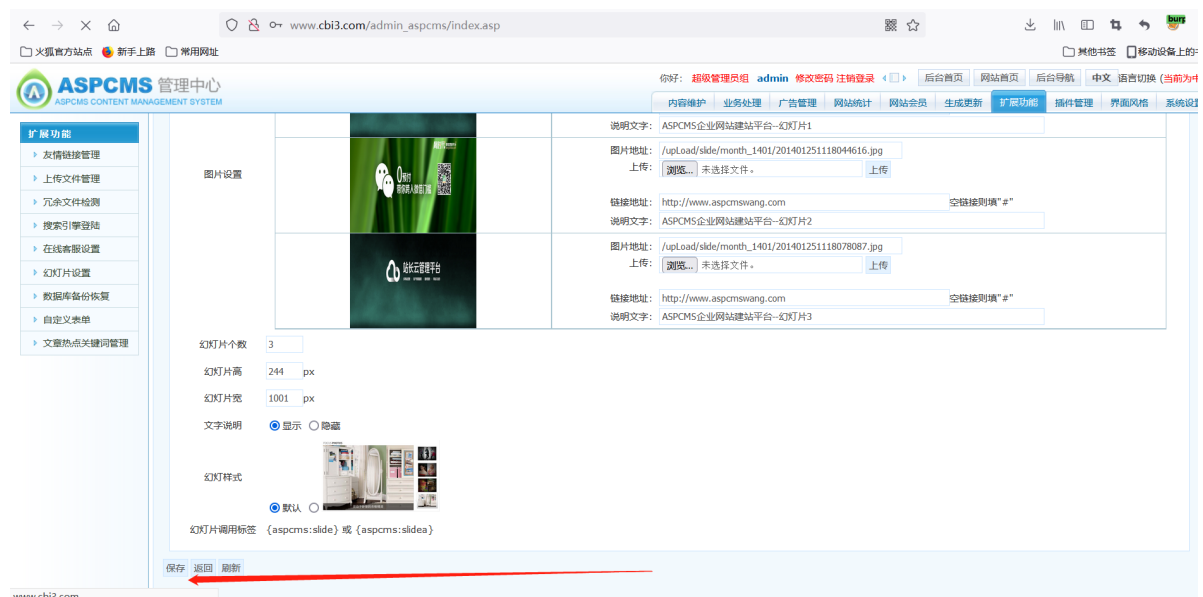 www.cbi3.com/admin_aspcms/index.asp
火狐官方站点 新手上路 常用网址 其他书签 移动设备上的书
ASPCMS 管理中心
ASPCMS CONTENT MANAGEMENT SYSTEM
你好: 超级管理员组 admin 修改密码 注销登录 后台首页 网站首页 后台导航 中文 语言切换 (当前为中
内容维护 业务处理 广告管理 网站统计 网站会员 生成更新 扩展功能 插件管理 界面风格 系统设
扩展功能
友情链接管理
上传文件管理
冗余文件检测
搜索引擎登陆
在线客服设置
幻灯片设置
数据库备份恢复
自定义表单
文章热点关键词管理
说明文字: ASPCMS企业网站建站平台--幻灯片1
图片设置
0预付
图片地址: /upLoad/slide/month_1401/201401251118044616.jpg
上传: 浏览... 未选择文件。 上传
链接地址: http://www.aspcmswang.com 空链接则填"#"
说明文字: ASPCMS企业网站建站平台--幻灯片2
站长云管理平台
图片地址: /upLoad/slide/month_1401/201401251118078087.jpg
上传: 浏览... 未选择文件。 上传
链接地址: http://www.aspcmswang.com 空链接则填"#"
说明文字: ASPCMS企业网站建站平台--幻灯片3
幻灯片个数 3
幻灯片高 244 px
幻灯片宽 1001 px
文字说明 显示 隐藏
幻灯样式 默认
幻灯片调用标签 {aspcms:slide} 或 {aspcms:slidea}
保存 返回 刷新
www.cbi3.com